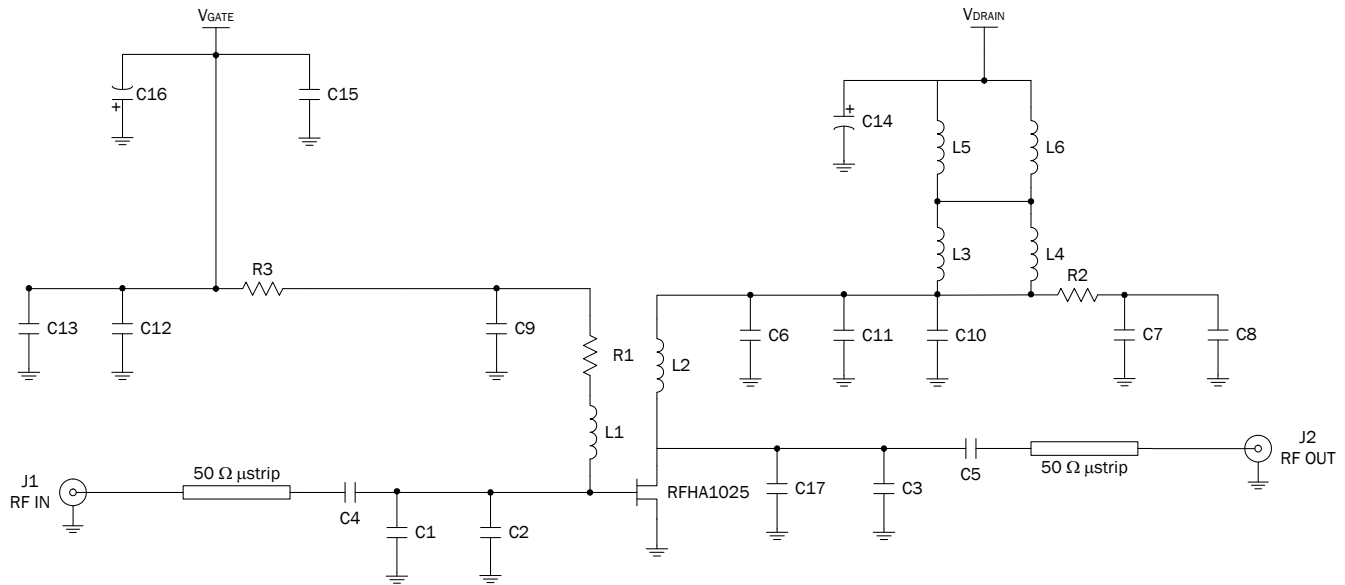 VGATE
VDRAIN
C16
C15
C14
L5
L6
L3
L4
R3
R2
C13
C12
C9
R1
L2
C6
C11
C10
C7
C8
L1
J1
RF IN
50 Ω μstrip
C4
C1
C2
RFHA1025
C17
C3
C5
50 Ω μstrip
J2
RF OUT
+
+